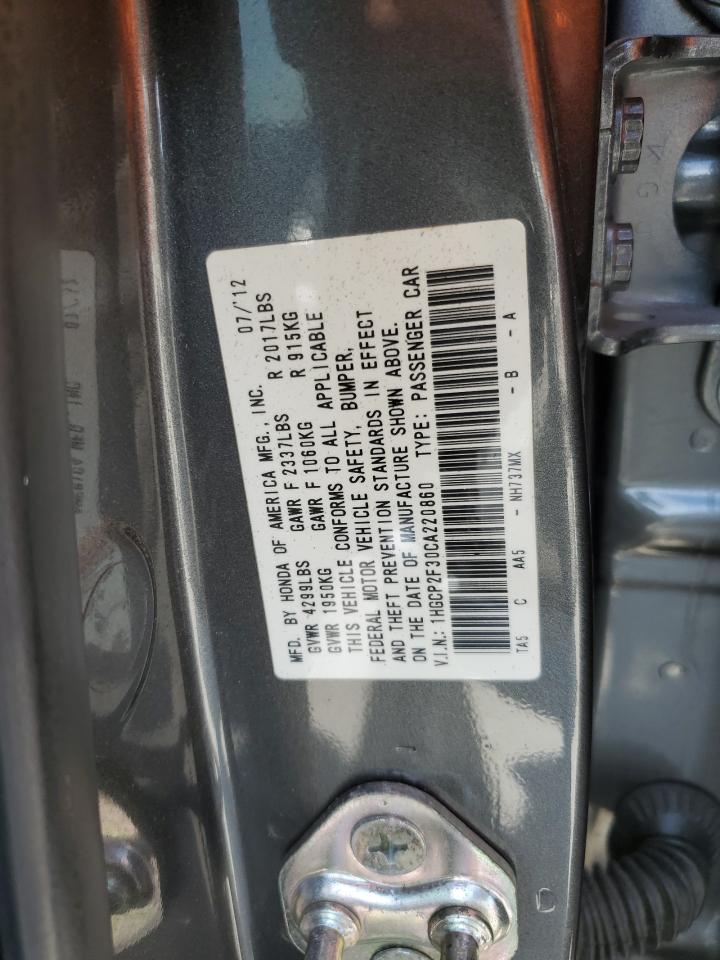 MFD. BY HONDA OF AMERICA MFG., INC. 07/12
GVWR 4299LBS GAWR F 2337LBS R 2017LBS
GVWR 1950KG GAWR F 1060KG R 915KG
THIS VEHICLE CONFORMS TO ALL APPLICABLE
FEDERAL MOTOR VEHICLE SAFETY, BUMPER,
AND THEFT PREVENTION STANDARDS IN EFFECT
ON THE DATE OF MANUFACTURE SHOWN ABOVE.
V.I.N.: 1HGCP2F30CA220860 TYPE: PASSENGER CAR
TA5 C AA5 - NH737MX - B - A